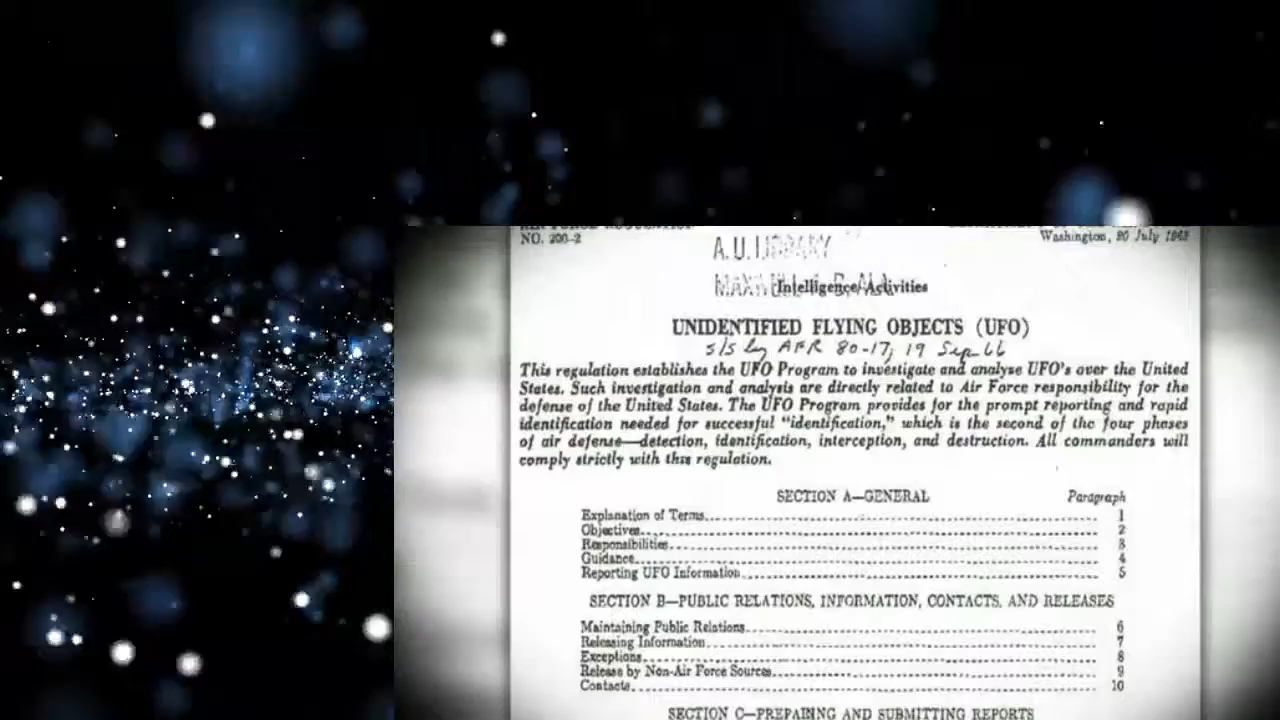 NO. 200-2
Washington, 20 July 1962
A. U. LIBRARY
Intelligence Activities
UNIDENTIFIED FLYING OBJECTS (UFO)
s/s by AFR 80-17, 19 Sep 66
This regulation establishes the UFO Program to investigate and analyse UFO's over the United
States. Such investigation and analysis are directly related to Air Force responsibility for the
defense of the United States. The UFO Program provides for the prompt reporting and rapid
identification needed for successful "identification," which is the second of the four phases
of air defense—detection, identification, interception, and destruction. All commanders will
comply strictly with this regulation.
SECTION A—GENERAL Paragraph
Explanation of Terms 1
Objectives 2
Responsibilities 3
Guidance 4
Reporting UFO Information 5
SECTION B—PUBLIC RELATIONS, INFORMATION, CONTACTS, AND RELEASES
Maintaining Public Relations 6
Releasing Information 7
Exceptions 8
Release by Non-Air Force Sources 9
Contacts 10
SECTION C—PREPARING AND SUBMITTING REPORTS